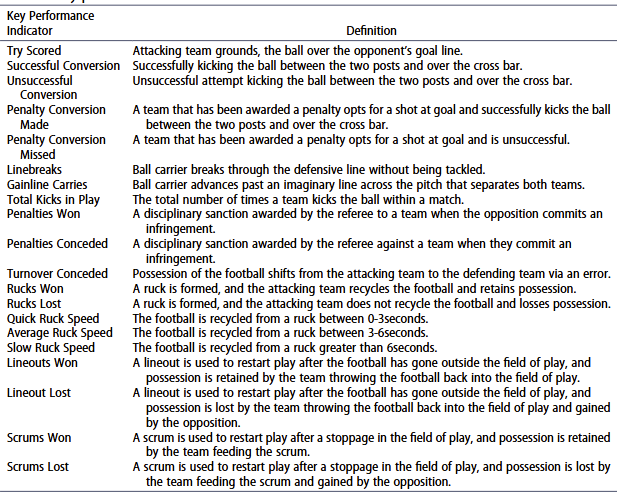 Key Performance
Indicator Definition
Try Scored Attacking team grounds, the ball over the opponent's goal line.
Successful Conversion Successfully kicking the ball between the two posts and over the cross bar.
Unsuccessful Unsuccessful attempt kicking the ball between the two posts and over the cross bar.
Conversion
Penalty Conversion A team that has been awarded a penalty opts for a shot at goal and successfully kicks the ball
Made between the two posts and over the cross bar.
Penalty Conversion A team that has been awarded a penalty opts for a shot at goal and is unsuccessful.
Missed
Linebreaks Ball carrier breaks through the defensive line without being tackled.
Gainline Carries Ball carrier advances past an imaginary line across the pitch that separates both teams.
Total Kicks in Play The total number of times a team kicks the ball within a match.
Penalties Won A disciplinary sanction awarded by the referee to a team when the opposition commits an
infringement.
Penalties Conceded A disciplinary sanction awarded by the referee against a team when they commit an
infringement.
Turnover Conceded Possession of the football shifts from the attacking team to the defending team via an error.
Rucks Won A ruck is formed, and the attacking team recycles the football and retains possession.
Rucks Lost A ruck is formed, and the attacking team does not recycle the football and losses possession.
Quick Ruck Speed The football is recycled from a ruck between 0-3seconds.
Average Ruck Speed The football is recycled from a ruck between 3-6seconds.
Slow Ruck Speed The football is recycled from a ruck greater than 6seconds.
Lineouts Won A lineout is used to restart play after the football has gone outside the field of play, and
possession is retained by the team throwing the football back into the field of play.
Lineout Lost A lineout is used to restart play after the football has gone outside the field of play, and
possession is lost by the team throwing the football back into the field of play and gained
by the opposition.
Scrums Won A scrum is used to restart play after a stoppage in the field of play, and possession is retained
by the team feeding the scrum.
Scrums Lost A scrum is used to restart play after a stoppage in the field of play, and possession is lost by
the team feeding the scrum and gained by the opposition.